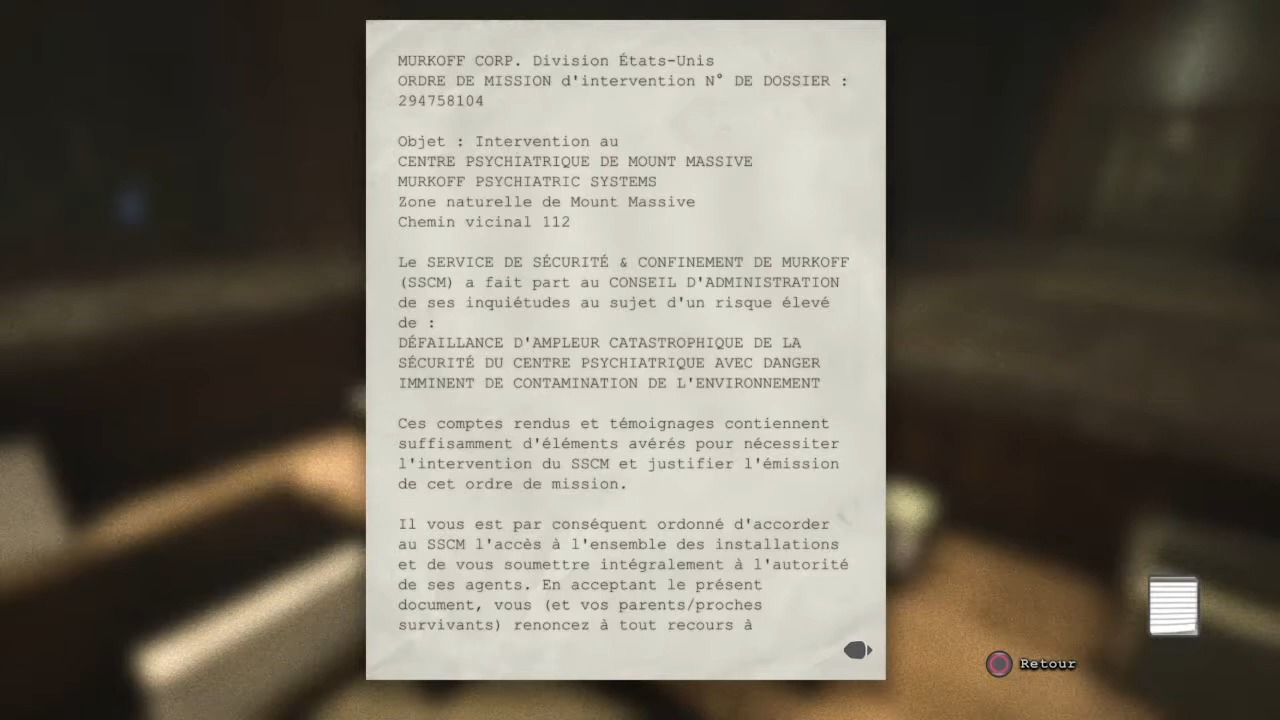 MURKOFF CORP. Division États-Unis
ORDRE DE MISSION d'intervention N° DE DOSSIER :
294758104
Objet : Intervention au
CENTRE PSYCHIATRIQUE DE MOUNT MASSIVE
MURKOFF PSYCHIATRIC SYSTEMS
Zone naturelle de Mount Massive
Chemin vicinal 112
Le SERVICE DE SÉCURITÉ & CONFINEMENT DE MURKOFF
(SSCM) a fait part au CONSEIL D'ADMINISTRATION
de ses inquiétudes au sujet d'un risque élevé
de :
DÉFAILLANCE D'AMPLEUR CATASTROPHIQUE DE LA
SÉCURITÉ DU CENTRE PSYCHIATRIQUE AVEC DANGER
IMMINENT DE CONTAMINATION DE L'ENVIRONNEMENT
Ces comptes rendus et témoignages contiennent
suffisamment d'éléments avérés pour nécessiter
l'intervention du SSCM et justifier l'émission
de cet ordre de mission.
Il vous est par conséquent ordonné d'accorder
au SSCM l'accès à l'ensemble des installations
et de vous soumettre intégralement à l'autorité
de ses agents. En acceptant le présent
document, vous (et vos parents/proches
survivants) renoncez à tout recours à
Retour